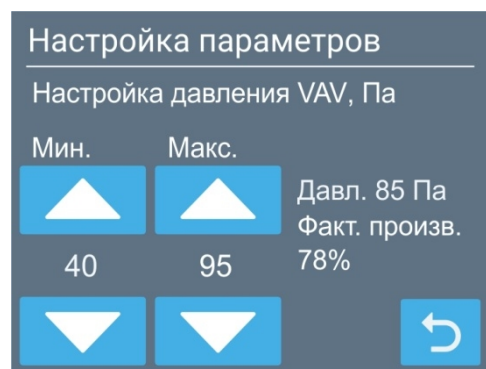 Настройка параметров
Настройка давления VAV, Па
Мин. Макс.
Давл. 85 Па
Факт. произв.
78%
40 95